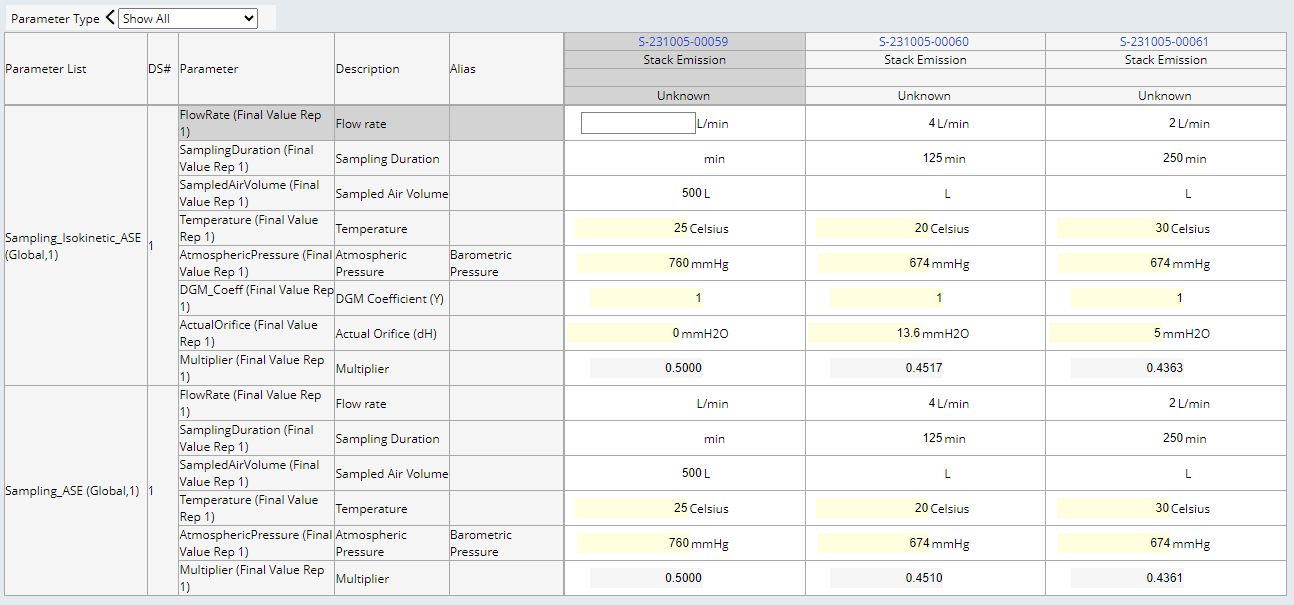 Parameter Type Show All
S-231005-00059 S-231005-00060 S-231005-00061
Parameter List DS# Parameter Description Alias Stack Emission Stack Emission Stack Emission
Unknown Unknown Unknown
FlowRate (Final Value Rep
1) Flow rate L/min 4 L/min 2 L/min
SamplingDuration (Final
Value Rep 1) Sampling Duration min 125 min 250 min
SampledAirVolume (Final
Value Rep 1) Sampled Air Volume 500 L L L
Sampling_Isokinetic_ASE
(Global,1) 1
Temperature (Final Value
Rep 1) Temperature 25 Celsius 20 Celsius 30 Celsius
AtmosphericPressure (Final Atmospheric Barometric
Value Rep 1) Pressure Pressure 760 mmHg 674 mmHg 674 mmHg
DGM_Coeff (Final Value Rep
1) DGM Coefficient (Y) 1 1 1
ActualOrifice (Final Value
Rep 1) Actual Orifice (dH) 0 mmH2O 13.6 mmH2O 5 mmH2O
Multiplier (Final Value Rep
1) Multiplier 0.5000 0.4517 0.4363
FlowRate (Final Value Rep
1) Flow rate L/min 4 L/min 2 L/min
SamplingDuration (Final
Value Rep 1) Sampling Duration min 125 min 250 min
SampledAirVolume (Final
Value Rep 1) Sampled Air Volume 500 L L L
Sampling_ASE (Global,1) 1
Temperature (Final Value
Rep 1) Temperature 25 Celsius 20 Celsius 30 Celsius
AtmosphericPressure (Final Atmospheric Barometric
Value Rep 1) Pressure Pressure 760 mmHg 674 mmHg 674 mmHg
Multiplier (Final Value Rep
1) Multiplier 0.5000 0.4510 0.4361